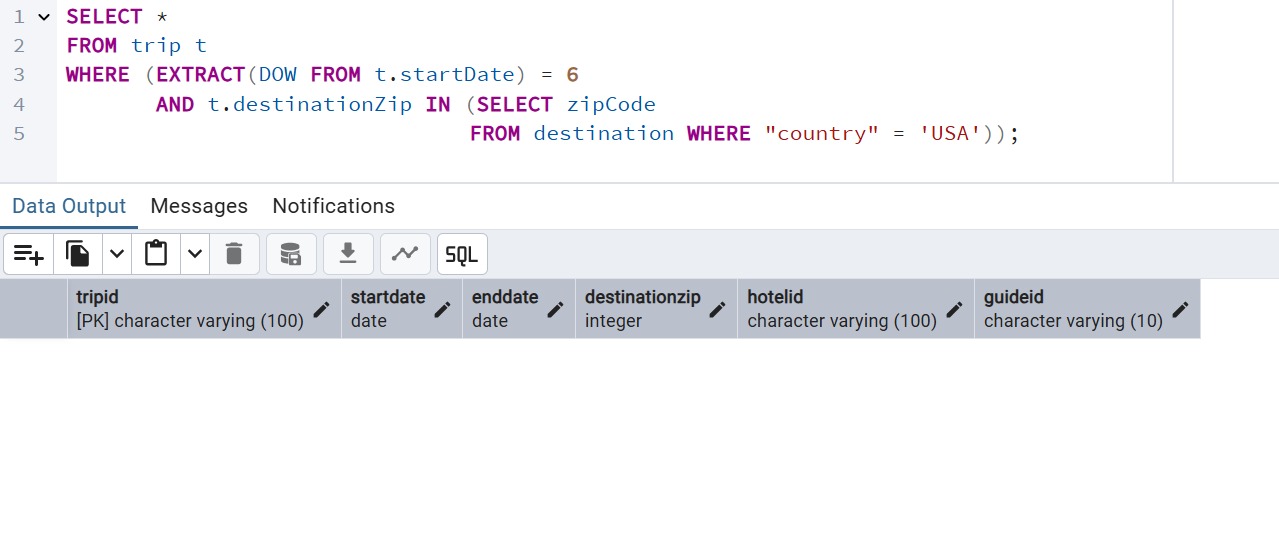 1 SELECT *
2 FROM trip t
3 WHERE (EXTRACT(DOW FROM t.startDate) = 6
4 AND t.destinationZip IN (SELECT zipCode
5 FROM destination WHERE "country" = 'USA'));
Data Output Messages Notifications
SQL
tripid startdate enddate destinationzip hotelid guideid
[PK] character varying (100) date date integer character varying (100) character varying (10)